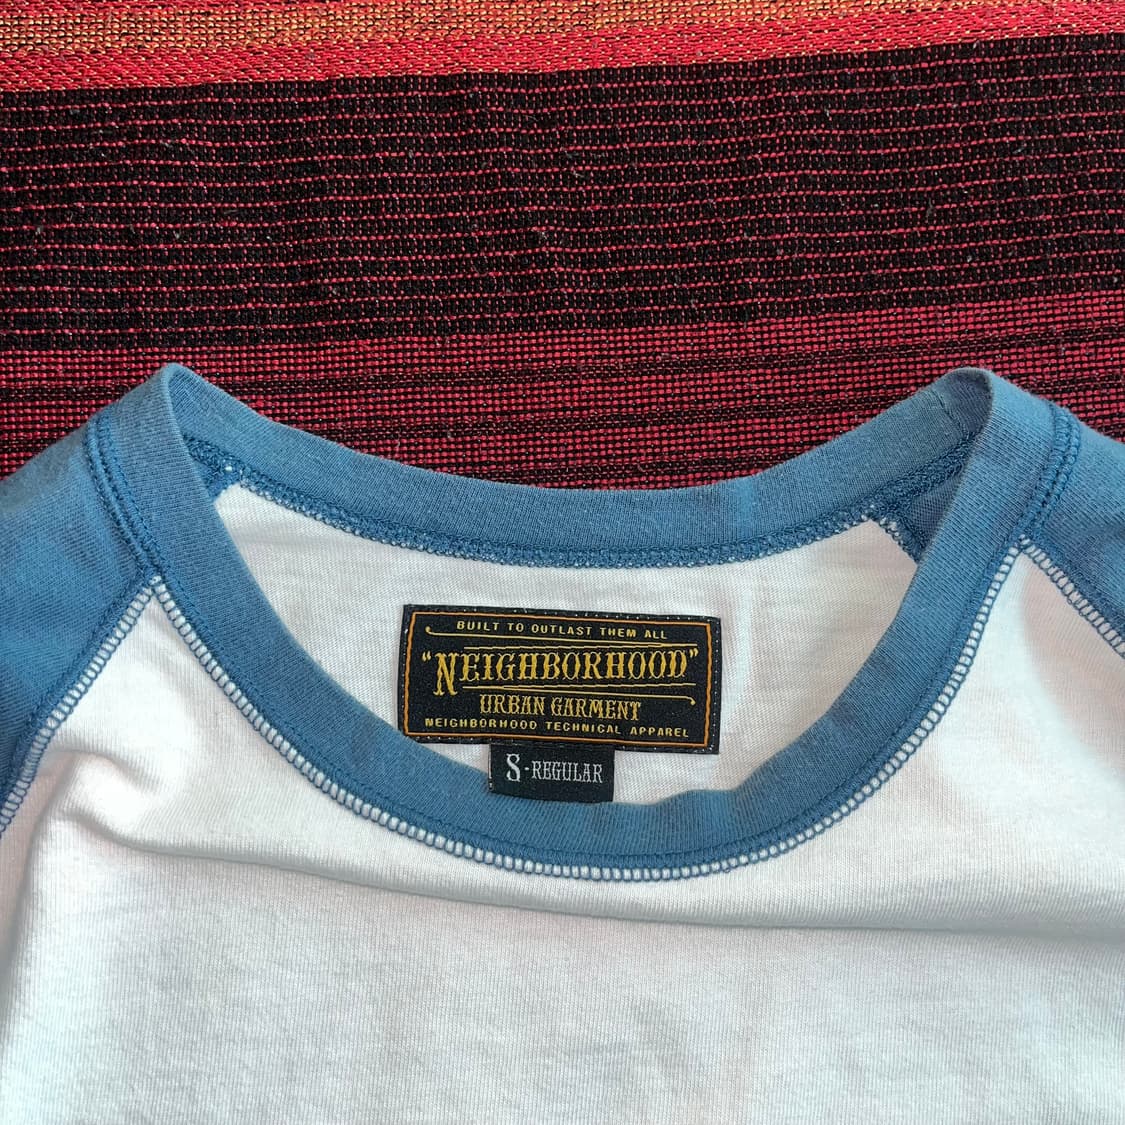 BUILT TO OUTLAST THEM ALL
"NEIGHBORHOOD"
URBAN GARMENT
NEIGHBORHOOD TECHNICAL APPAREL
S-REGULAR